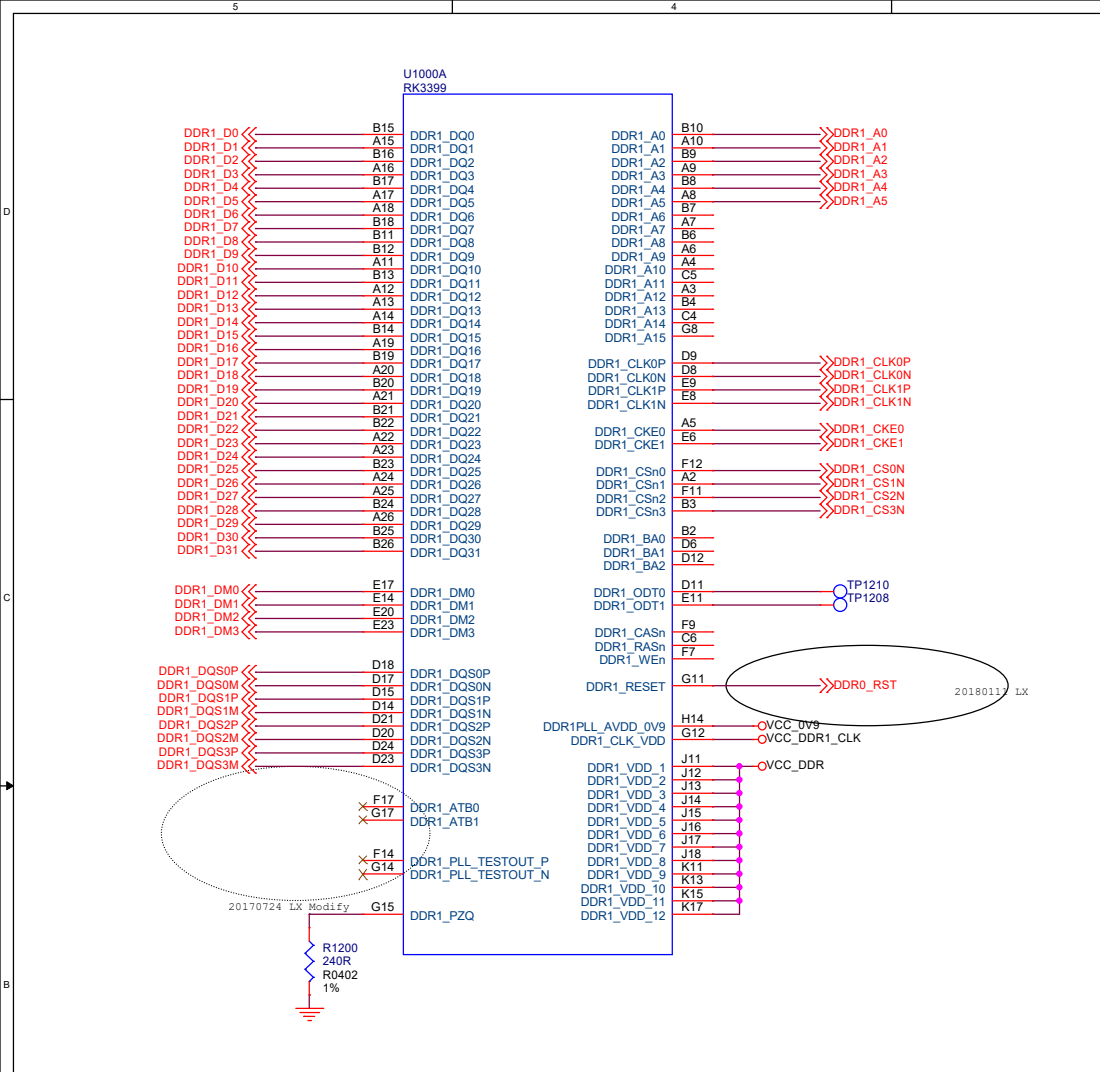 5 4
U1000A
RK3399
DDR1_D0 B15 DDR1_DQ0 DDR1_A0 B10 DDR1_A0
DDR1_D1 A15 DDR1_DQ1 DDR1_A1 A10 DDR1_A1
DDR1_D2 B16 DDR1_DQ2 DDR1_A2 B9 DDR1_A2
DDR1_D3 A16 DDR1_DQ3 DDR1_A3 A9 DDR1_A3
DDR1_D4 B17 DDR1_DQ4 DDR1_A4 B8 DDR1_A4
DDR1_D5 A17 DDR1_DQ5 DDR1_A5 A8 DDR1_A5
D DDR1_D6 A18 DDR1_DQ6 DDR1_A6 B7
DDR1_D7 B18 DDR1_DQ7 DDR1_A7 A7
DDR1_D8 B11 DDR1_DQ8 DDR1_A8 B6
DDR1_D9 B12 DDR1_DQ9 DDR1_A9 A6
DDR1_D10 A11 DDR1_DQ10 DDR1_A10 A4
DDR1_D11 B13 DDR1_DQ11 DDR1_A11 C5
DDR1_D12 A12 DDR1_DQ12 DDR1_A12 A3
DDR1_D13 A13 DDR1_DQ13 DDR1_A13 B4
DDR1_D14 A14 DDR1_DQ14 DDR1_A14 C4
DDR1_D15 B14 DDR1_DQ15 DDR1_A15 G8
DDR1_D16 A19 DDR1_DQ16
DDR1_D17 B19 DDR1_DQ17 DDR1_CLK0P D9 DDR1_CLK0P
DDR1_D18 A20 DDR1_DQ18 DDR1_CLK0N D8 DDR1_CLK0N
DDR1_D19 B20 DDR1_DQ19 DDR1_CLK1P E9 DDR1_CLK1P
DDR1_D20 A21 DDR1_DQ20 DDR1_CLK1N E8 DDR1_CLK1N
DDR1_D21 B21 DDR1_DQ21
DDR1_D22 B22 DDR1_DQ22 DDR1_CKE0 A5 DDR1_CKE0
DDR1_D23 A22 DDR1_DQ23 DDR1_CKE1 E6 DDR1_CKE1
DDR1_D24 A23 DDR1_DQ24
DDR1_D25 B23 DDR1_DQ25 DDR1_CSn0 F12 DDR1_CS0N
DDR1_D26 A24 DDR1_DQ26 DDR1_CSn1 A2 DDR1_CS1N
DDR1_D27 A25 DDR1_DQ27 DDR1_CSn2 F11 DDR1_CS2N
DDR1_D28 B24 DDR1_DQ28 DDR1_CSn3 B3 DDR1_CS3N
DDR1_D29 A26 DDR1_DQ29
DDR1_D30 B25 DDR1_DQ30 DDR1_BA0 B2
DDR1_D31 B26 DDR1_DQ31 DDR1_BA1 D6
DDR1_BA2 D12
C DDR1_DM0 E17 DDR1_DM0 DDR1_ODT0 D11 TP1210
DDR1_DM1 E14 DDR1_DM1 DDR1_ODT1 E11 TP1208
DDR1_DM2 E20 DDR1_DM2
DDR1_DM3 E23 DDR1_DM3 DDR1_CASn F9
DDR1_RASn C6
DDR1_WEn F7
DDR1_DQS0P D18 DDR1_DQS0P
DDR1_DQS0M D17 DDR1_DQS0N DDR1_RESET G11 DDR0_RST 20180111 LX
DDR1_DQS1P D15 DDR1_DQS1P
DDR1_DQS1M D14 DDR1_DQS1N
DDR1_DQS2P D21 DDR1_DQS2P DDR1PLL_AVDD_0V9 H14 VCC_0V9
DDR1_DQS2M D20 DDR1_DQS2N DDR1_CLK_VDD G12 VCC_DDR1_CLK
DDR1_DQS3P D24 DDR1_DQS3P
DDR1_DQS3M D23 DDR1_DQS3N DDR1_VDD_1 J11 VCC_DDR
DDR1_VDD_2 J12
DDR1_VDD_3 J13
F17 DDR1_ATB0 DDR1_VDD_4 J14
G17 DDR1_ATB1 DDR1_VDD_5 J15
DDR1_VDD_6 J16
DDR1_VDD_7 J17
F14 DDR1_PLL_TESTOUT_P DDR1_VDD_8 J18
G14 DDR1_PLL_TESTOUT_N DDR1_VDD_9 K11
DDR1_VDD_10 K13
DDR1_VDD_11 K15
20170724 LX Modify G15 DDR1_PZQ DDR1_VDD_12 K17
R1200
240R
R0402
B 1%